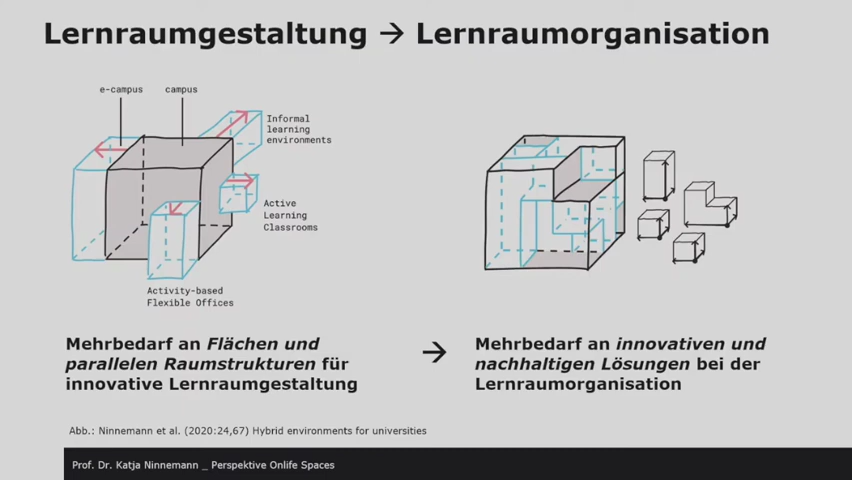 Lernraumgestaltung → Lernraumorganisation
e-campus
campus
Informal
learning
environments
Active
Learning
Classrooms
Activity-based
Flexible Offices
Mehrbedarf an Flächen und
parallelen Raumstrukturen für
innovative Lernraumgestaltung
→
Mehrbedarf an innovativen und
nachhaltigen Lösungen bei der
Lernraumorganisation
Abb.: Ninnemann et al. (2020:24,67) Hybrid environments for universities
Prof. Dr. Katja Ninnemann _ Perspektive Onlife Spaces